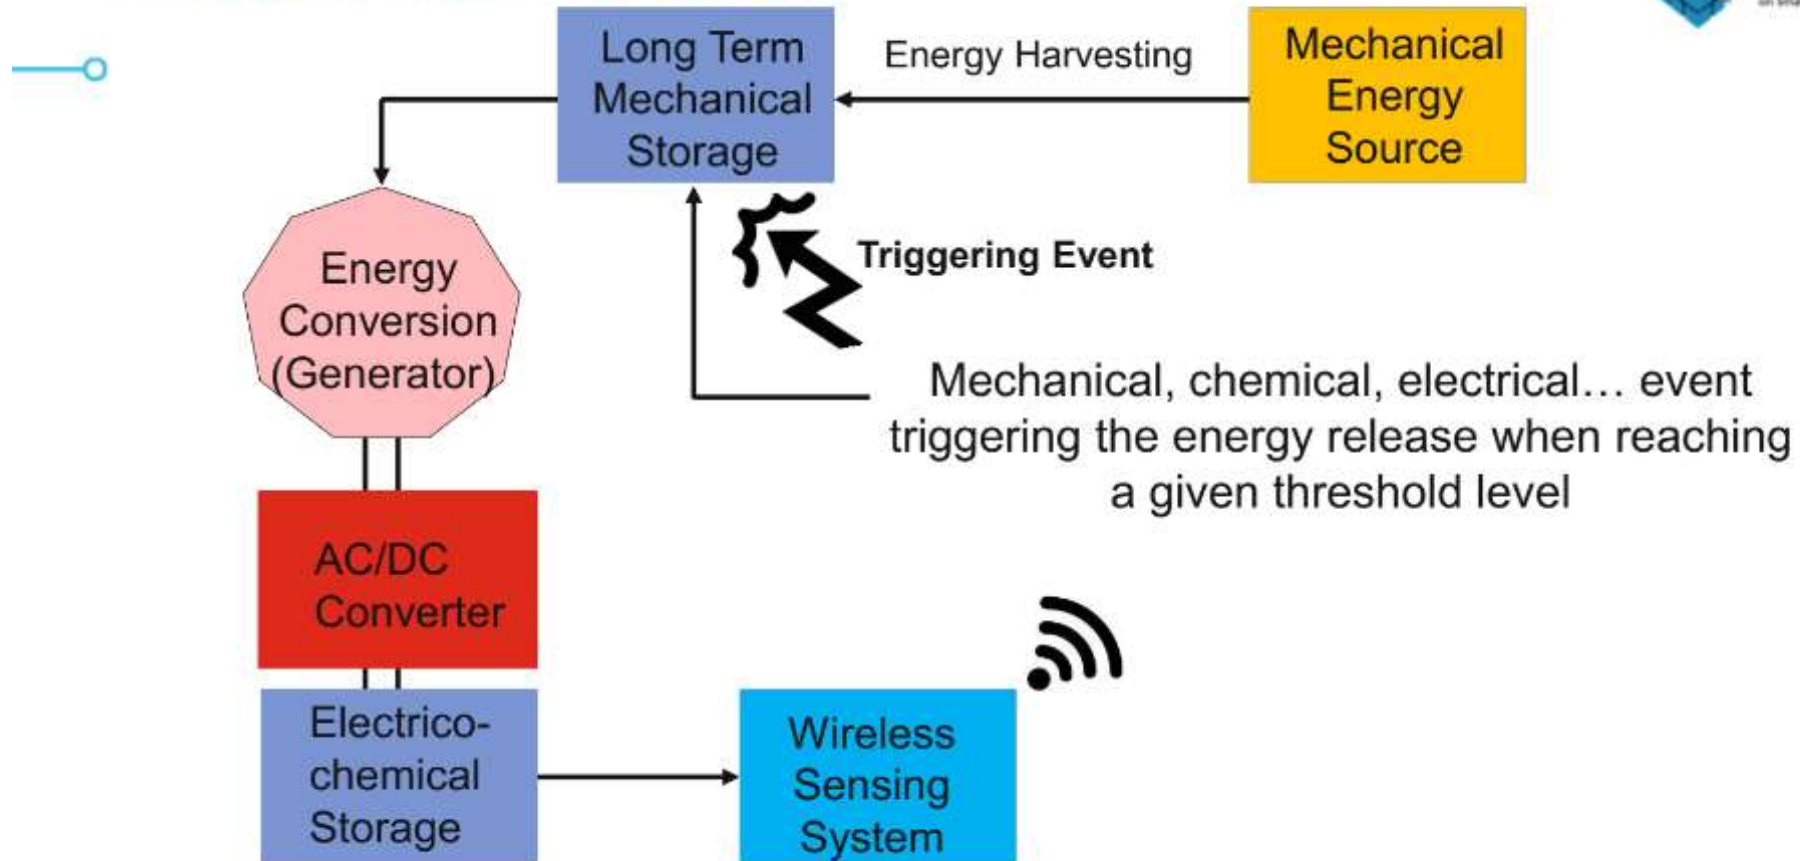 Long Term
Mechanical
Storage
Energy Harvesting
Mechanical
Energy
Source
Triggering Event
Energy
Conversion
(Generator)
Mechanical, chemical, electrical… event
triggering the energy release when reaching
a given threshold level
AC/DC
Converter
Electrico-
chemical
Storage
Wireless
Sensing
System